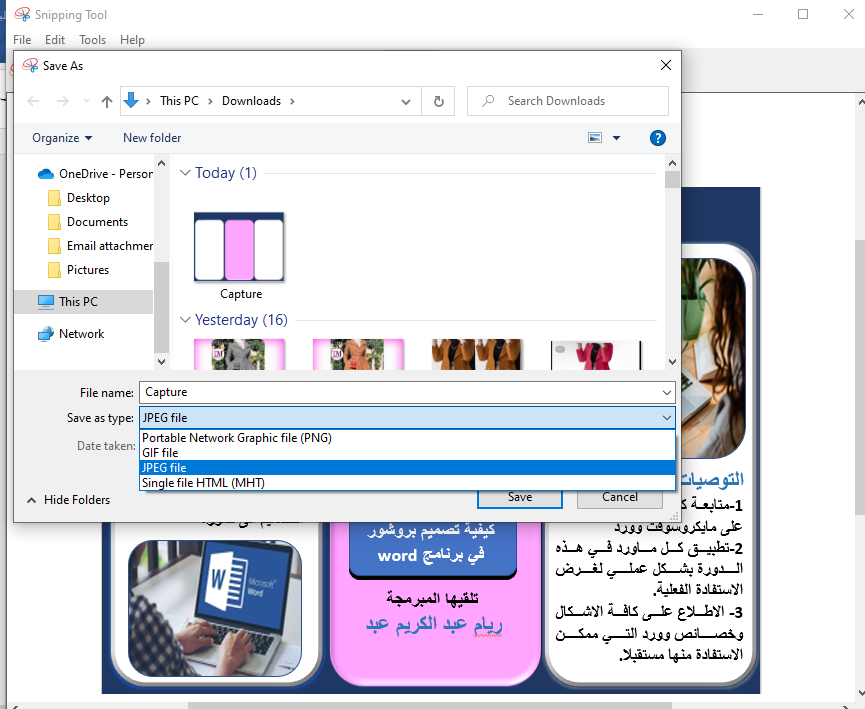 Snipping Tool
File Edit Tools Help
Save As
This PC > Downloads >
Search Downloads
Organize
New folder
OneDrive - Person
Desktop
Documents
Email attachmen
Pictures
This PC
Network
Today (1)
Capture
Yesterday (16)
File name: Capture
Save as type: JPEG file
Date taken:
Portable Network Graphic file (PNG)
GIF file
JPEG file
Single file HTML (MHT)
Hide Folders
Save
Cancel
التوصيات
1-متابعة
على مايكروسوفت وورد
2-تطبيق كل ماورد في هذه
الدورة بشكل عملي لغرض
الاستفادة الفعلية.
3- الاطلاع على كافة الاشكال
وخصائص وورد التي ممكن
الاستفادة منها مستقبلا.
كيفية تصميم بروشور
في برنامج word
تلقيها المبرمجة
ريام عبد الكريم عبد
W
Microsoft
Word